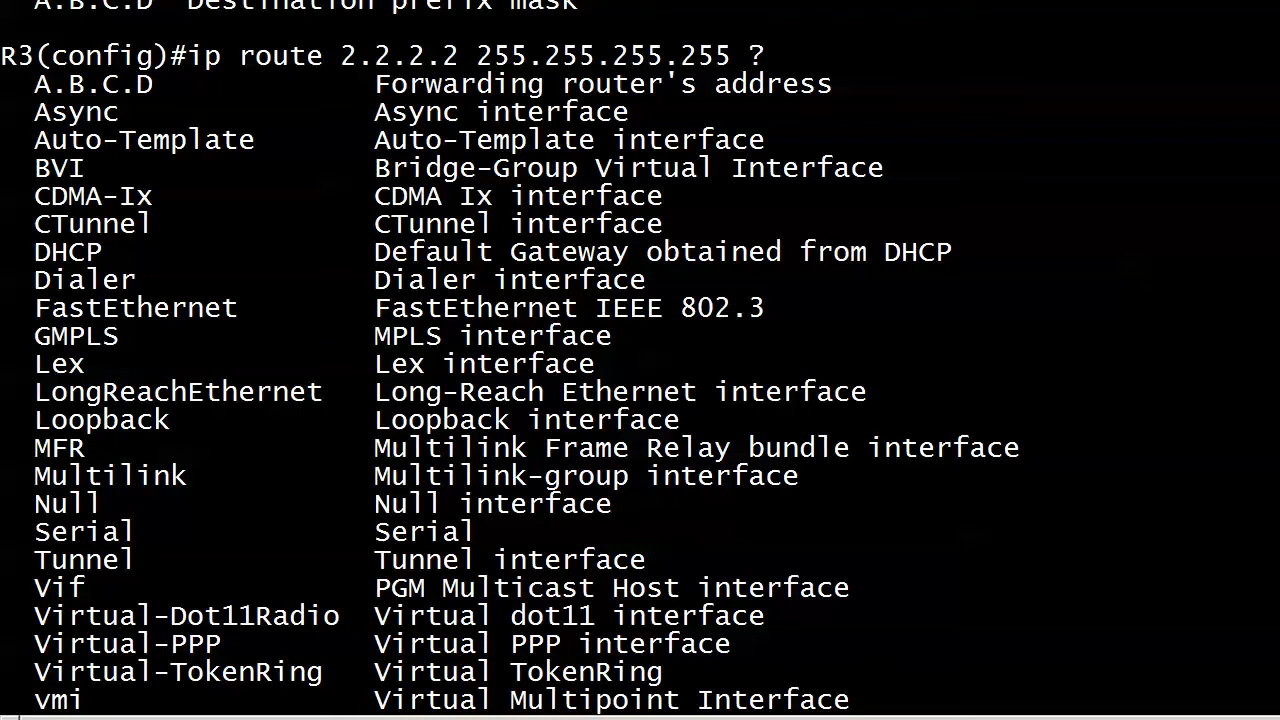 A.B.C.D  Destination prefix mask
R3(config)#ip route 2.2.2.2 255.255.255.255 ?
  A.B.C.D             Forwarding router's address
  Async               Async interface
  Auto-Template       Auto-Template interface
  BVI                 Bridge-Group Virtual Interface
  CDMA-Ix             CDMA Ix interface
  CTunnel             CTunnel interface
  DHCP                Default Gateway obtained from DHCP
  Dialer              Dialer interface
  FastEthernet        FastEthernet IEEE 802.3
  GMPLS               MPLS interface
  Lex                 Lex interface
  LongReachEthernet   Long-Reach Ethernet interface
  Loopback            Loopback interface
  MFR                 Multilink Frame Relay bundle interface
  Multilink           Multilink-group interface
  Null                Null interface
  Serial              Serial
  Tunnel              Tunnel interface
  Vif                 PGM Multicast Host interface
  Virtual-Dot11Radio  Virtual dot11 interface
  Virtual-PPP         Virtual PPP interface
  Virtual-TokenRing   Virtual TokenRing
  vmi                 Virtual Multipoint Interface